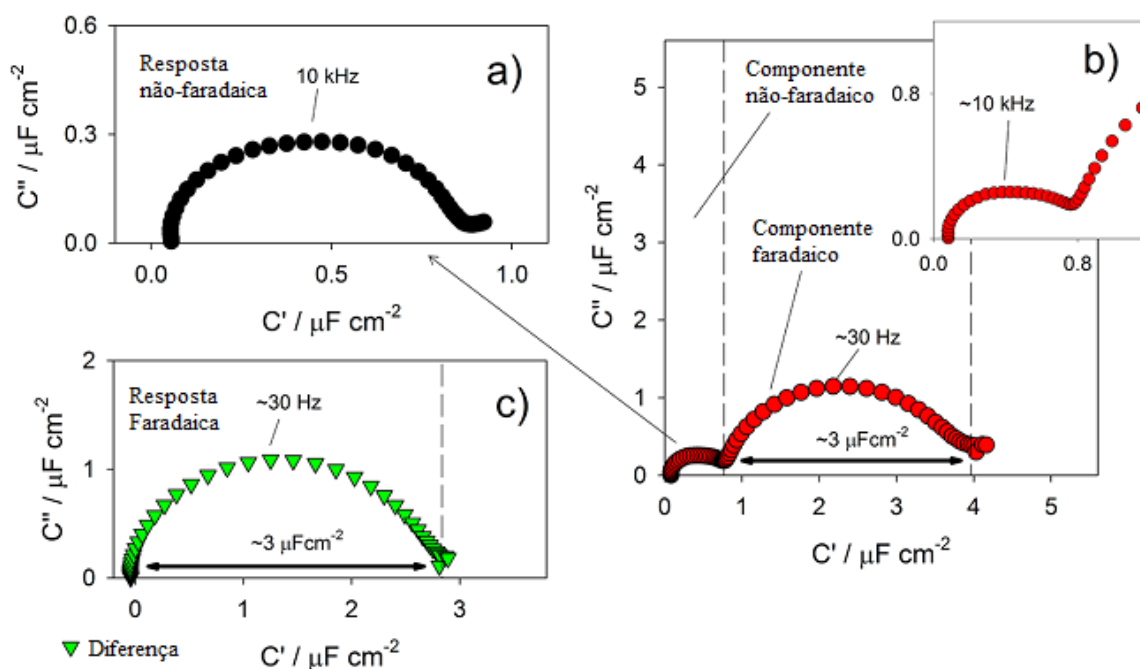 a)
Resposta
não-faradaica
10 kHz
C'' / µF cm-2
0.6
0.3
0.0
0.0 0.5 1.0
C' / µF cm-2
b)
Componente
não-faradaico
Componente
faradaico
~30 Hz
~3 µFcm-2
C'' / µF cm-2
5
4
3
2
1
0
0 1 2 3 4 5
C' / µF cm-2
~10 kHz
0.8
0.0
0.0 0.8
c)
Resposta
Faradaica
~30 Hz
~3 µFcm-2
C'' / µF cm-2
2
1
0
0 1 2 3
C' / µF cm-2
Diferença